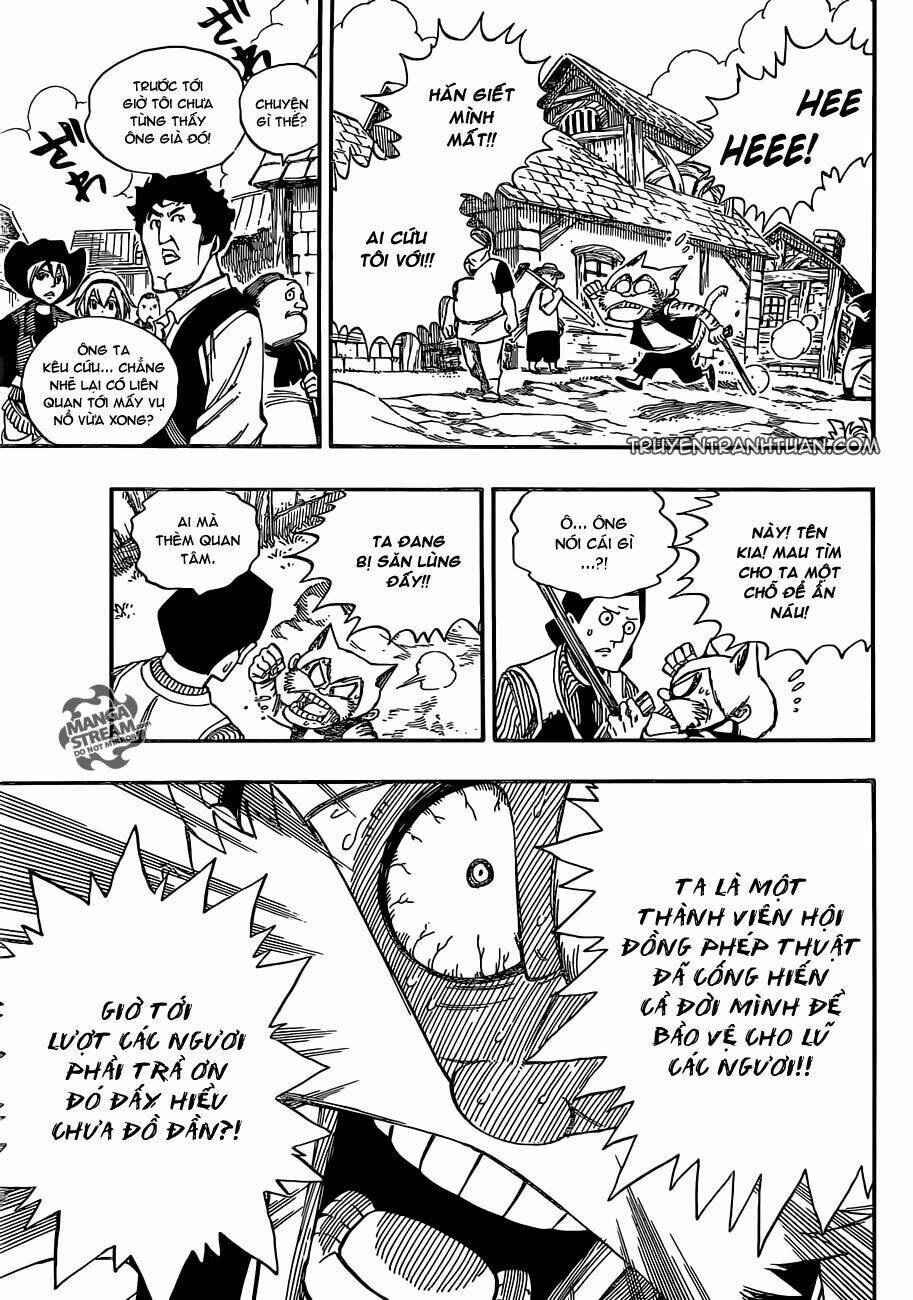 HEE
HEEE!
HẮN GIẾT
MÌNH
MẤT!!
AI CỨU
TÔI VỚI!!
TRUYENTRANHTUAN.COM
CHUYỆN
GÌ THẾ?
TRƯỚC TỚI
GIỜ TÔI CHƯA
TỪNG THẤY
ÔNG GIÀ ĐÓ!
ÔNG TA
KÊU CỨU... CHẲNG
NHẼ LẠI CÓ LIÊN
QUAN TỚI MẤY VỤ
NỔ VỪA XONG?
NÀY! TÊN
KIA! MAU TÌM
CHO TA MỘT
CHỖ ĐỂ ẨN
NÁU!
Ô... ÔNG
NÓI CÁI GÌ
...?!
TA ĐANG
BỊ SĂN LÙNG
ĐẤY!!
AI MÀ
THÈM QUAN
TÂM.
MANGA
STREAM.com
DO NOT MIRROR
TA LÀ MỘT
THÀNH VIÊN HỘI
ĐỒNG PHÉP THUẬT
ĐÃ CỐNG HIẾN
CẢ ĐỜI MÌNH ĐỂ
BẢO VỆ CHO LŨ
CÁC NGƯƠI!!
GIỜ TỚI
LƯỢT CÁC NGƯƠI
PHẢI TRẢ ƠN
ĐÓ ĐẤY HIỂU
CHƯA ĐỒ ĐẦN?!